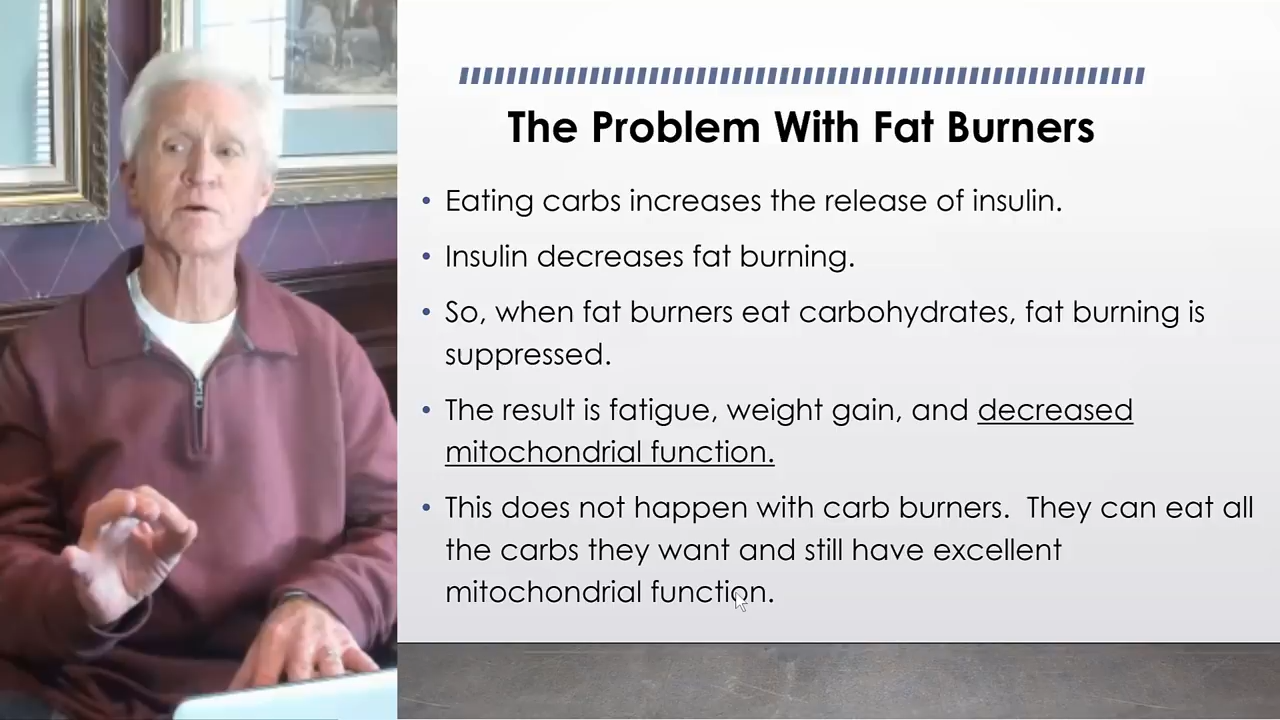 The Problem With Fat Burners
• Eating carbs increases the release of insulin.
• Insulin decreases fat burning.
• So, when fat burners eat carbohydrates, fat burning is
suppressed.
• The result is fatigue, weight gain, and decreased
mitochondrial function.
• This does not happen with carb burners.  They can eat all
the carbs they want and still have excellent
mitochondrial function.